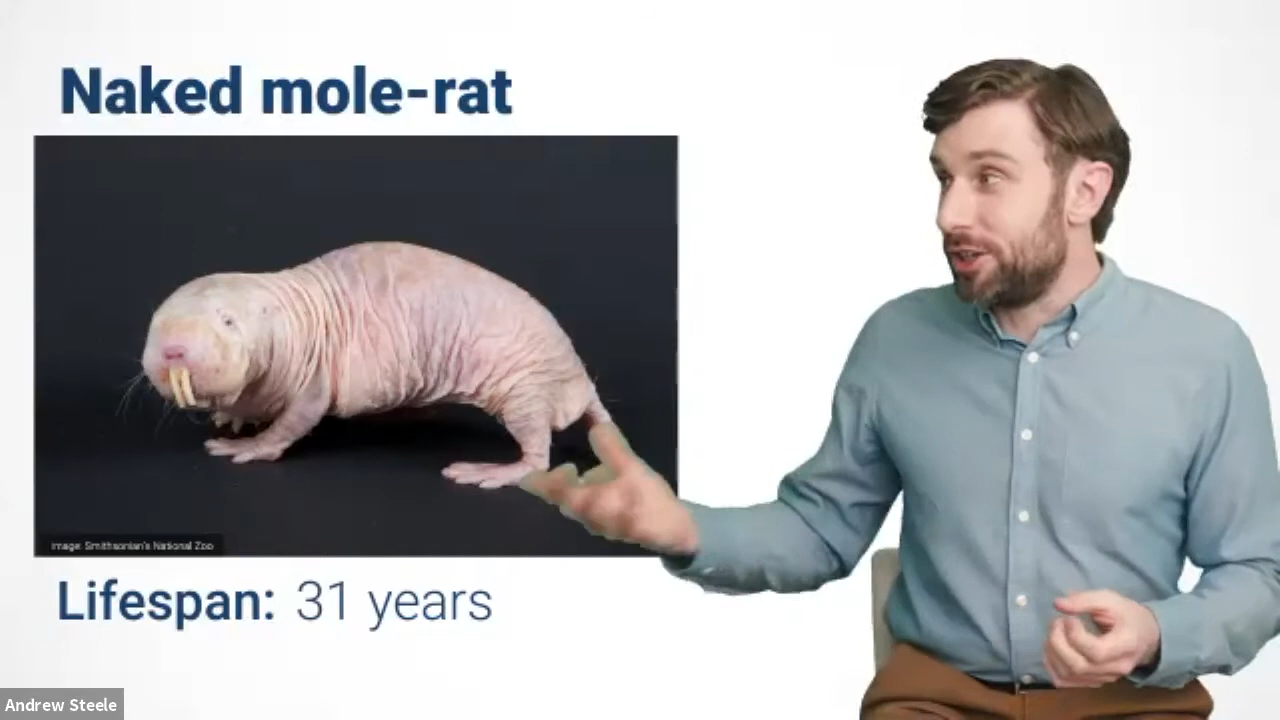 Naked mole-rat
Image: Smithsonian's National Zoo
Lifespan: 31 years
Andrew Steele